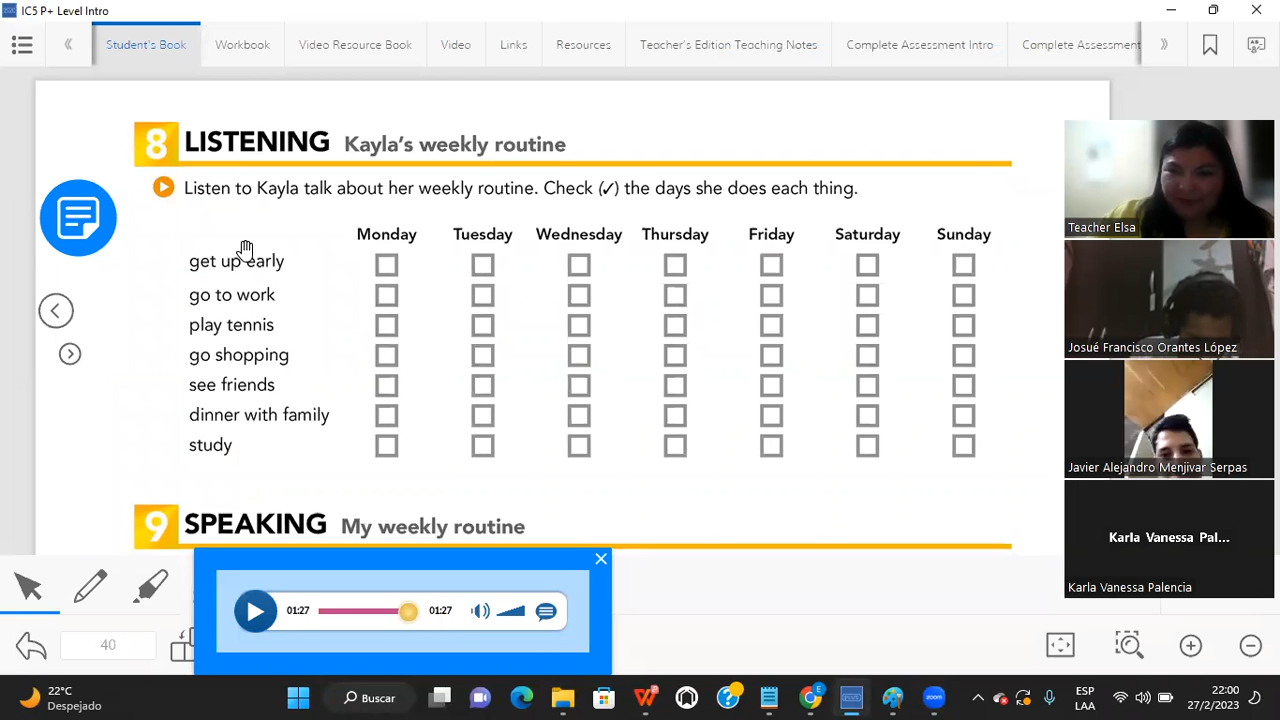 IC5 P+ Level Intro
Student's Book Workbook Video Resource Book Video Links Resources Teacher's Edition Teaching Notes Complete Assessment Intro Complete Assessment
8 LISTENING Kayla's weekly routine
Listen to Kayla talk about her weekly routine. Check (✓) the days she does each thing.
Monday Tuesday Wednesday Thursday Friday Saturday Sunday
get up early
go to work
play tennis
go shopping
see friends
dinner with family
study
9 SPEAKING My weekly routine
Teacher Elsa
Josué Francisco Orantes López
Javier Alejandro Menjivar Serpas
Karla Vanessa Pal...
Karla Vanessa Palencia
01:27 01:27
40
22°C
Despejado
Buscar
ESP
LAA
22:00
27/2/2023